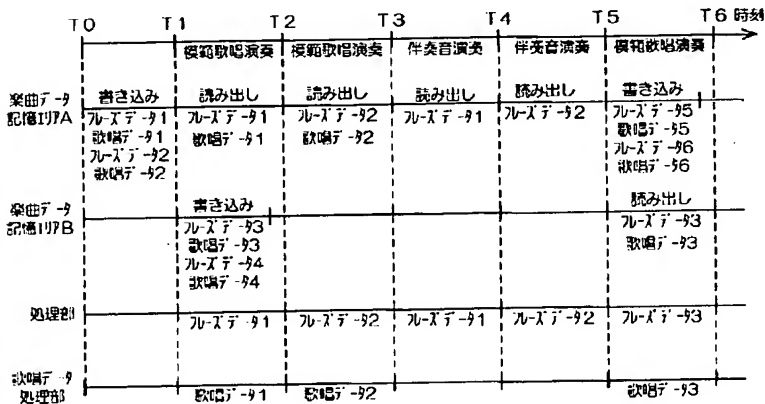 T0 T1 T2 T3 T4 T5 T6 時刻
模範歌唱演奏 模範歌唱演奏 伴奏音演奏 伴奏音演奏 模範歌唱演奏
楽曲データ記憶エリアA 書き込み 読み出し 読み出し 読み出し 読み出し 書き込み
フレーズデータ1 フレーズデータ1 フレーズデータ2 フレーズデータ1 フレーズデータ2 フレーズデータ5
歌唱データ1 歌唱データ1 歌唱データ2 歌唱データ5
フレーズデータ2 フレーズデータ6
歌唱データ2 歌唱データ6
楽曲データ記憶エリアB 書き込み 読み出し
フレーズデータ3 フレーズデータ3
歌唱データ3 歌唱データ3
フレーズデータ4
歌唱データ4
処理部 フレーズデータ1 フレーズデータ2 フレーズデータ1 フレーズデータ2 フレーズデータ3
歌唱データ処理部 歌唱データ1 歌唱データ2 歌唱データ3